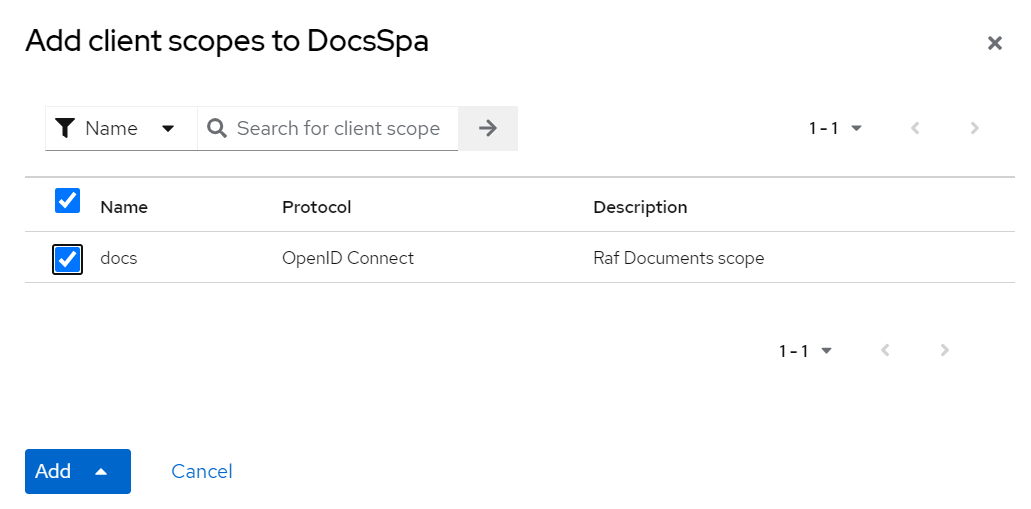 Add client scopes to DocsSpa
Name Search for client scope 1 - 1
Name Protocol Description
docs OpenID Connect Raf Documents scope
1 - 1
Add Cancel